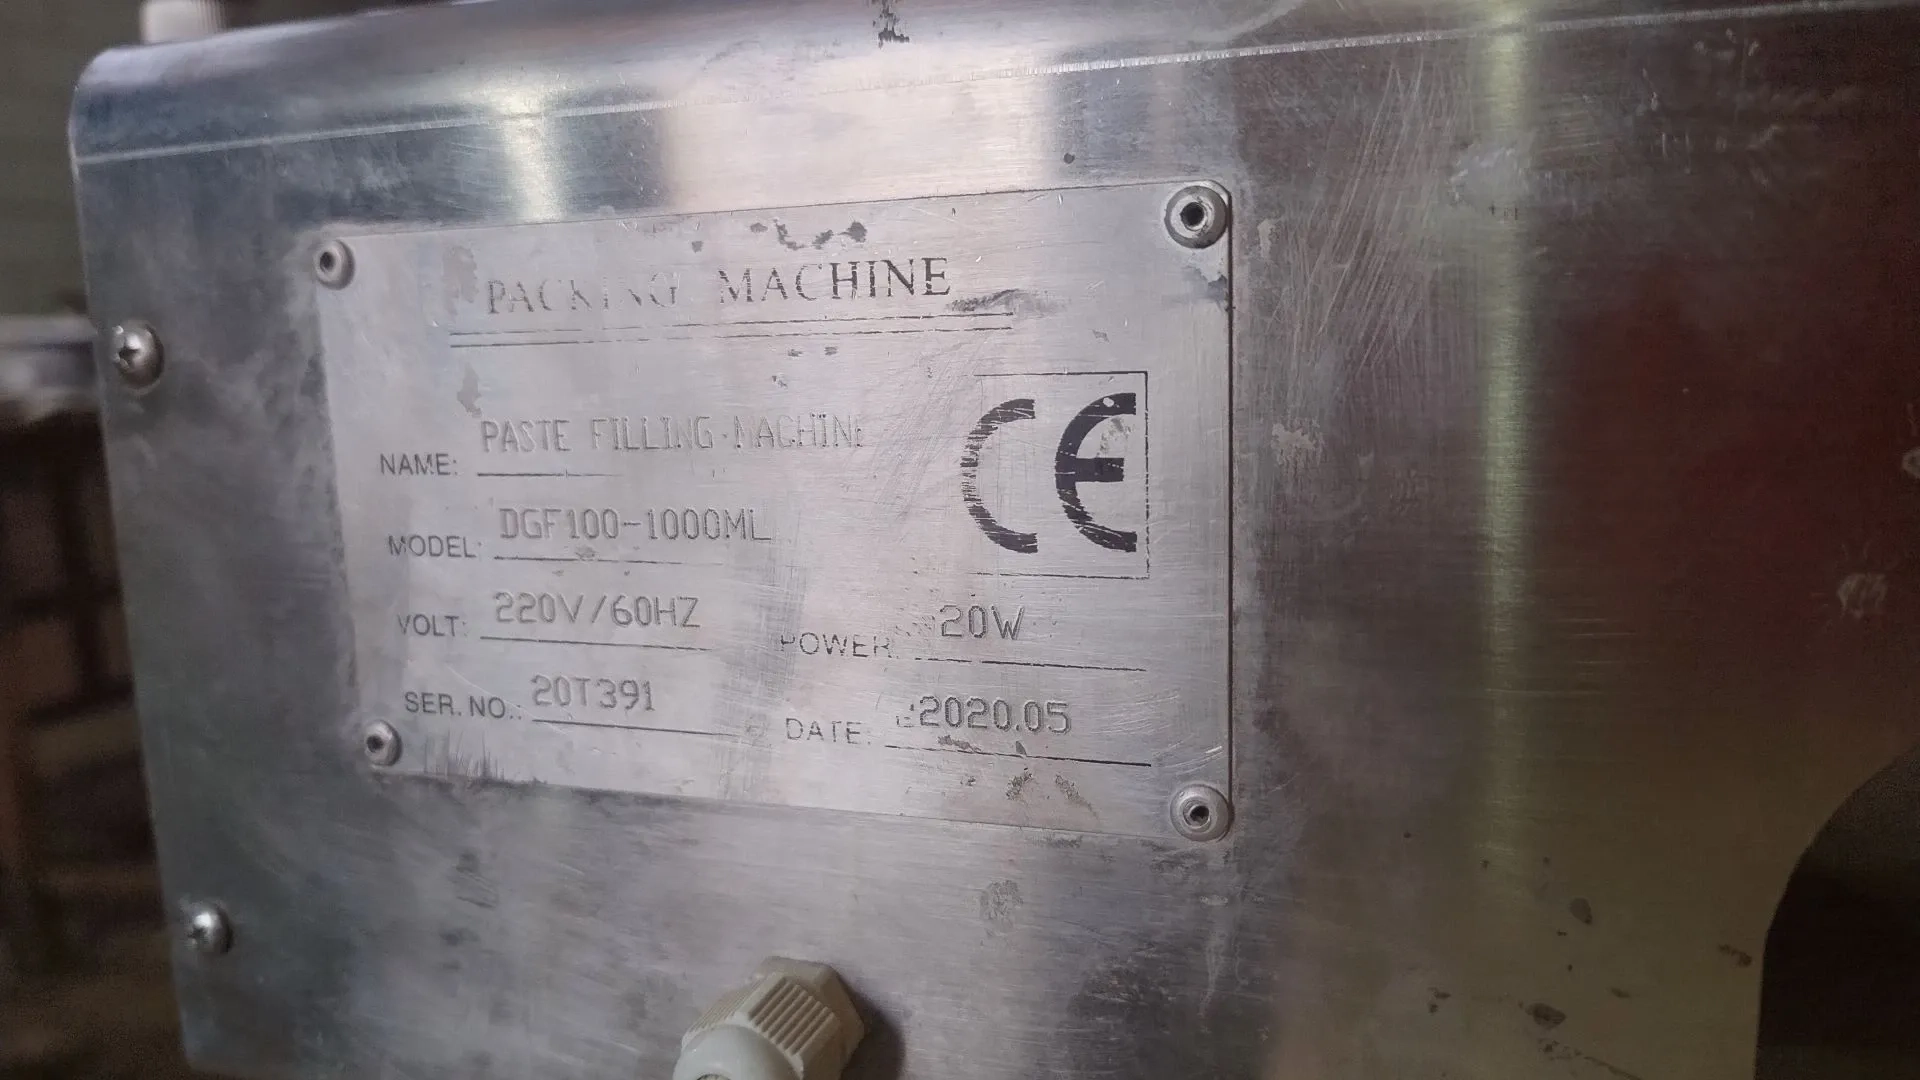 PACKING MACHINE
NAME: PASTE FILLING MACHINE
CE
MODEL: DGF100-1000ML
VOLT: 220V/60HZ
POWER: 20W
SER. NO.: 20T391
DATE: 2020.05